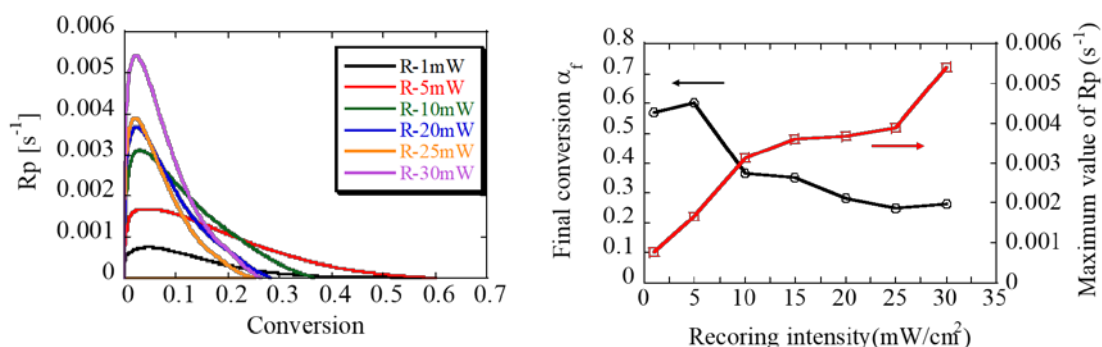 0.006
0.005
0.004
0.003
0.002
0.001
0
Rp [s⁻¹]
R-1mW
R-5mW
R-10mW
R-20mW
R-25mW
R-30mW
0 0.1 0.2 0.3 0.4 0.5 0.6 0.7
Conversion
0.8
0.7
0.6
0.5
0.4
0.3
0.2
0.1
0
Final conversion αf
0.006
0.005
0.004
0.003
0.002
0.001
0
Maximum value of Rp (s⁻¹)
0 5 10 15 20 25 30 35
Recoring intensity(mW/cm²)